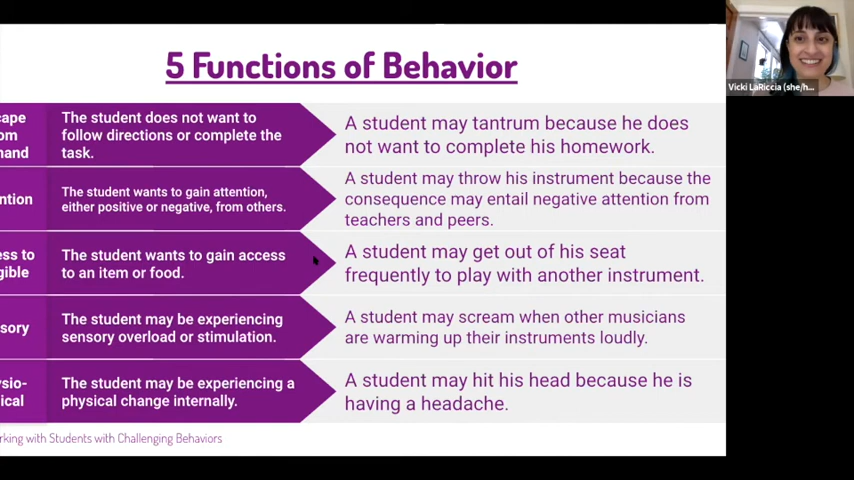 5 Functions of Behavior
The student does not want to
follow directions or complete the
task.
A student may tantrum because he does
not want to complete his homework.
The student wants to gain attention,
either positive or negative, from others.
A student may throw his instrument because the
consequence may entail negative attention from
teachers and peers.
The student wants to gain access
to an item or food.
A student may get out of his seat
frequently to play with another instrument.
The student may be experiencing
sensory overload or stimulation.
A student may scream when other musicians
are warming up their instruments loudly.
The student may be experiencing a
physical change internally.
A student may hit his head because he is
having a headache.
with Students with Challenging Behaviors
Vicki LaRiccia (she/h...